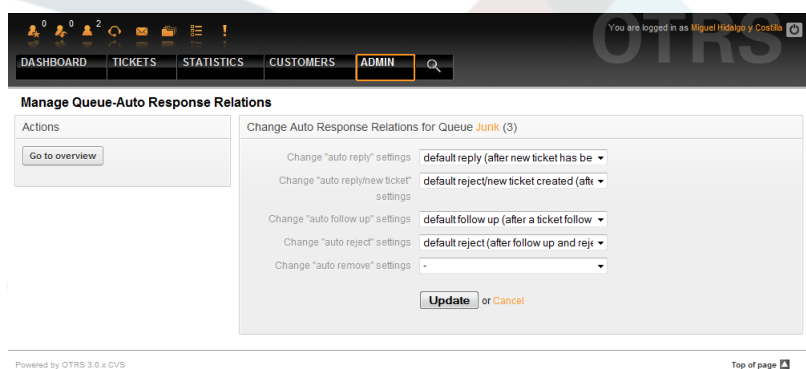 0 0 2
You are logged in as Miguel Hidalgo y Costilla
OTRS
DASHBOARD TICKETS STATISTICS CUSTOMERS ADMIN
Manage Queue-Auto Response Relations
Actions
Go to overview
Change Auto Response Relations for Queue Junk (3)
Change "auto reply" settings default reply (after new ticket has be
Change "auto reply/new ticket" settings default reject/new ticket created (afte
Change "auto follow up" settings default follow up (after a ticket follow
Change "auto reject" settings default reject (after follow up and reje
Change "auto remove" settings -
Update or Cancel
Powered by OTRS 3.0.x CVS
Top of page